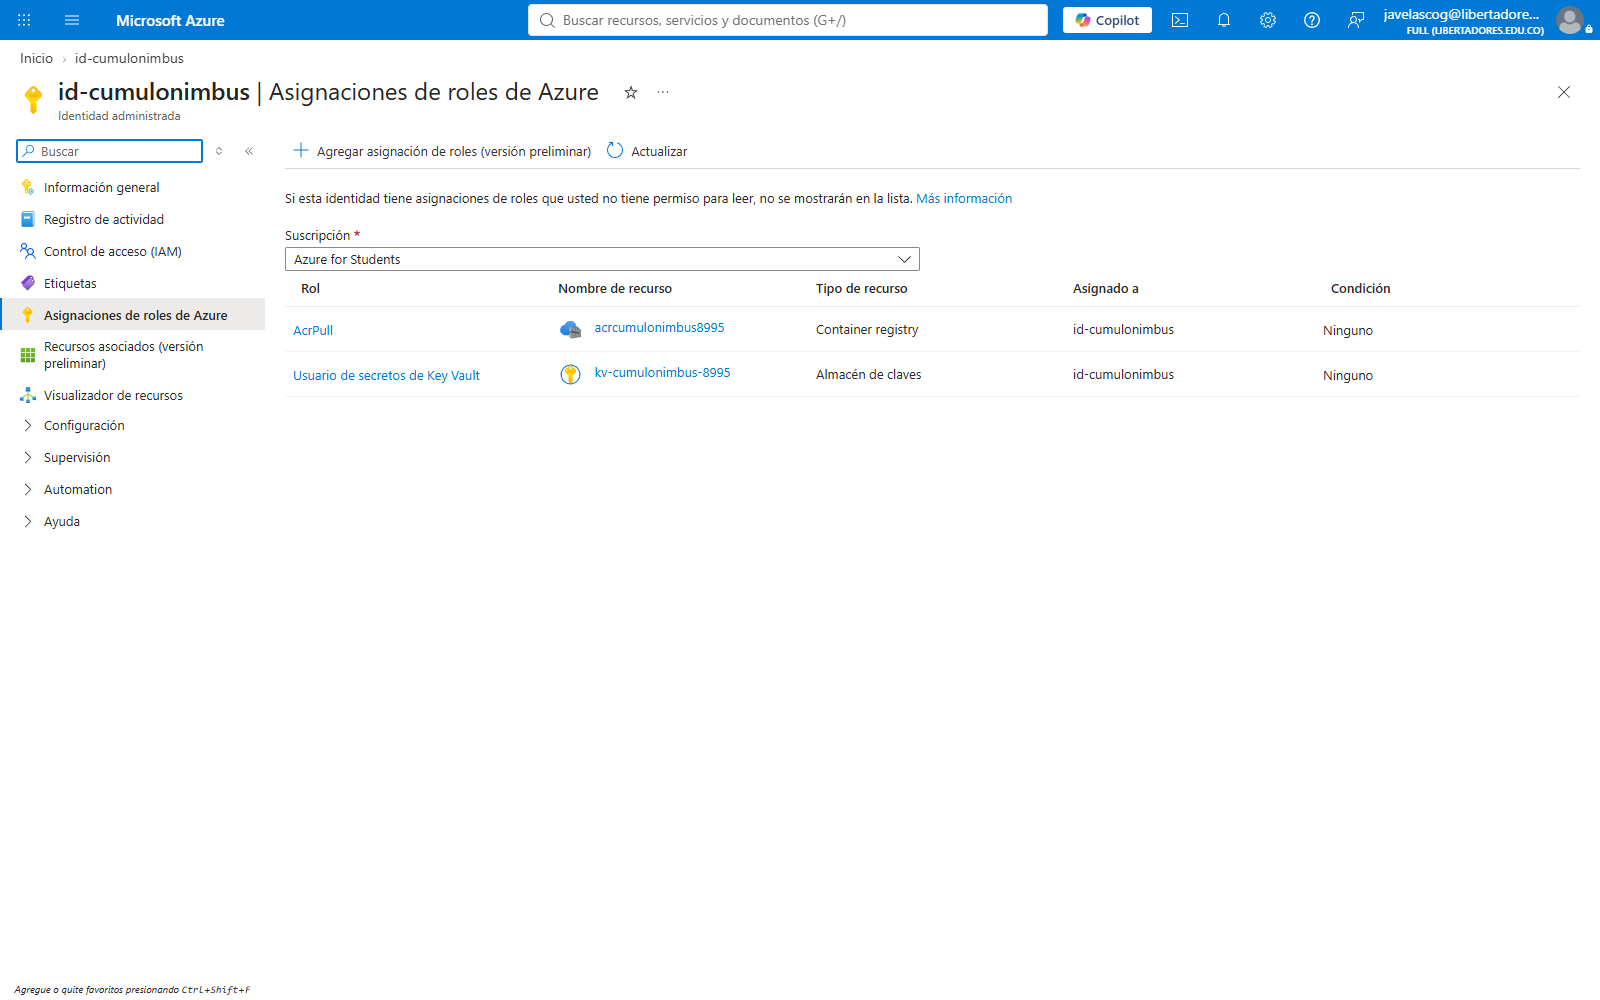 Microsoft Azure
Buscar recursos, servicios y documentos (G+/)
Copilot
javelascog@libertadore...
FULL (LIBERTADORES.EDU.CO)
Inicio > id-cumulonimbus
id-cumulonimbus | Asignaciones de roles de Azure
Identidad administrada
Buscar
Información general
Registro de actividad
Control de acceso (IAM)
Etiquetas
Asignaciones de roles de Azure
Recursos asociados (versión
preliminar)
Visualizador de recursos
Configuración
Supervisión
Automation
Ayuda
Agregar asignación de roles (versión preliminar) Actualizar
Si esta identidad tiene asignaciones de roles que usted no tiene permiso para leer, no se mostrarán en la lista. Más información
Suscripción *
Azure for Students
Rol Nombre de recurso Tipo de recurso Asignado a Condición
AcrPull acrcumulonimbus8995 Container registry id-cumulonimbus Ninguno
Usuario de secretos de Key Vault kv-cumulonimbus-8995 Almacén de claves id-cumulonimbus Ninguno
Agregue o quite favoritos presionando Ctrl+Shift+F